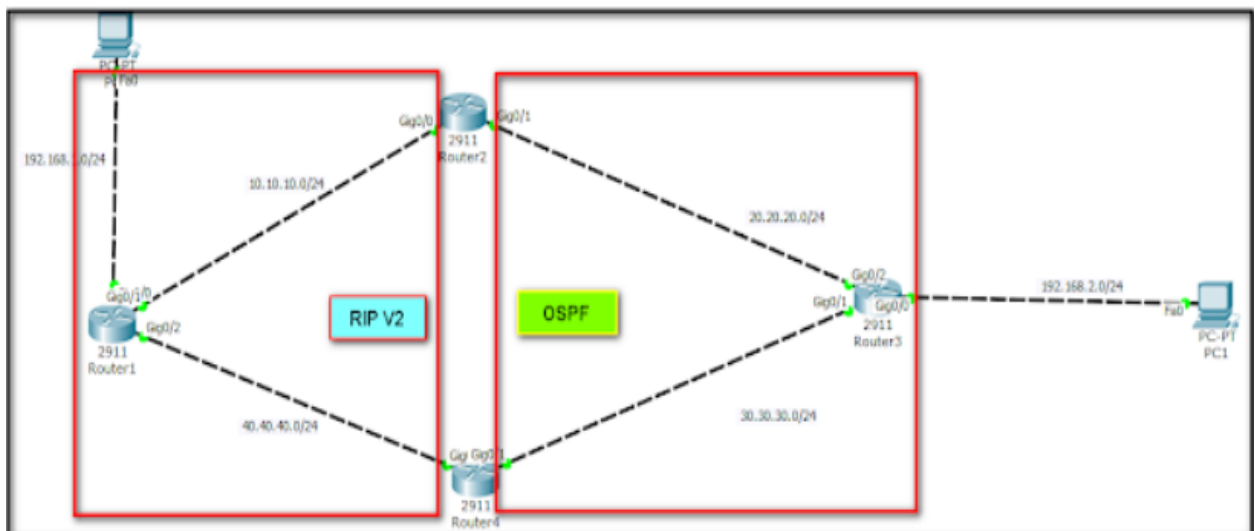 PC-PT
Fa0
Gig0/0
2911
Router2
Gig0/1
10.10.10.0/24
20.20.20.0/24
Gig0/2
192.168.2.0/24
Gig0/1
Gig0/0
Fa0
2911
Router3
PC-PT
PC1
Gig0/1
RIP V2
OSPF
Gig0/2
2911
Router1
40.40.40.0/24
30.30.30.0/24
Gig0/1
2911
Router4